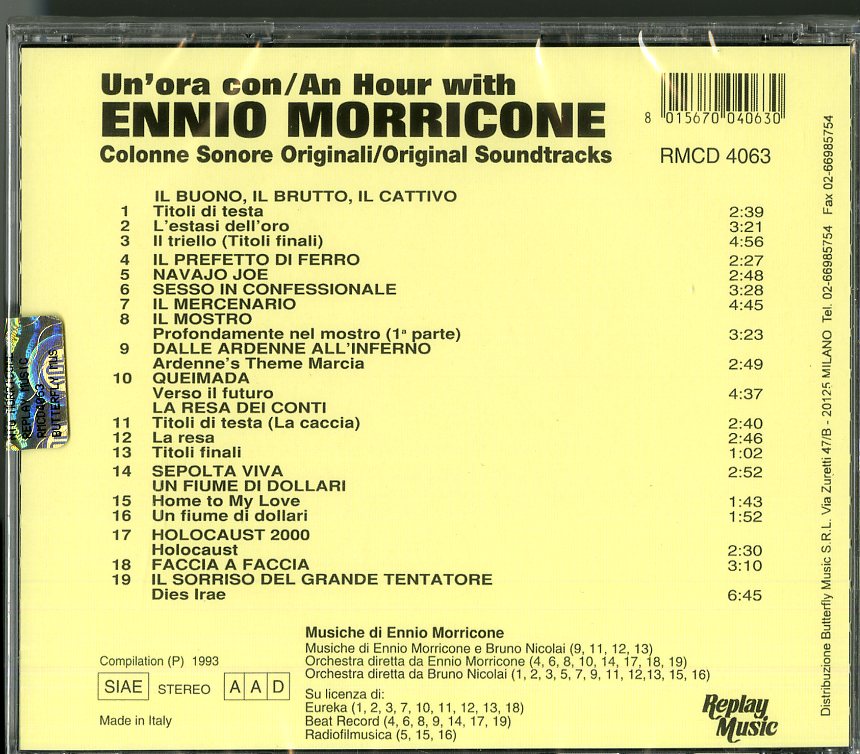 Un'ora con/An Hour with
ENNIO MORRICONE
Colonne Sonore Originali/Original Soundtracks
8 015670 040630
RMCD 4063
IL BUONO, IL BRUTTO, IL CATTIVO
1 Titoli di testa 2:39
2 L'estasi dell'oro 3:21
3 Il triello (Titoli finali) 4:56
4 IL PREFETTO DI FERRO 2:27
5 NAVAJO JOE 2:48
6 SESSO IN CONFESSIONALE 3:28
7 IL MERCENARIO 4:45
8 IL MOSTRO
Profondamente nel mostro (1ª parte) 3:23
9 DALLE ARDENNE ALL'INFERNO
Ardenne's Theme Marcia 2:49
10 QUEIMADA
Verso il futuro 4:37
LA RESA DEI CONTI
11 Titoli di testa (La caccia) 2:40
12 La resa 2:46
13 Titoli finali 1:02
14 SEPOLTA VIVA 2:52
UN FIUME DI DOLLARI
15 Home to My Love 1:43
16 Un fiume di dollari 1:52
17 HOLOCAUST 2000
Holocaust 2:30
18 FACCIA A FACCIA 3:10
19 IL SORRISO DEL GRANDE TENTATORE
Dies Irae 6:45
Musiche di Ennio Morricone
Musiche di Ennio Morricone e Bruno Nicolai (9, 11, 12, 13)
Orchestra diretta da Ennio Morricone (4, 6, 8, 10, 14, 17, 18, 19)
Orchestra diretta da Bruno Nicolai (1, 2, 3, 5, 7, 9, 11, 12,13, 15, 16)
Su licenza di:
Eureka (1, 2, 3, 7, 10, 11, 12, 13, 18)
Beat Record (4, 6, 8, 9, 14, 17, 19)
Radiofilmusica (5, 15, 16)
Compilation (P) 1993
SIAE STEREO A A D
Made in Italy
Replay
Music
Distribuzione Butterfly Music S.R.L. Via Zuretti 47/B - 20125 MILANO Tel. 02-66985754 Fax 02-66985754
REPLAY MUSIC
RMCD4063
BUTTERFLY MUS